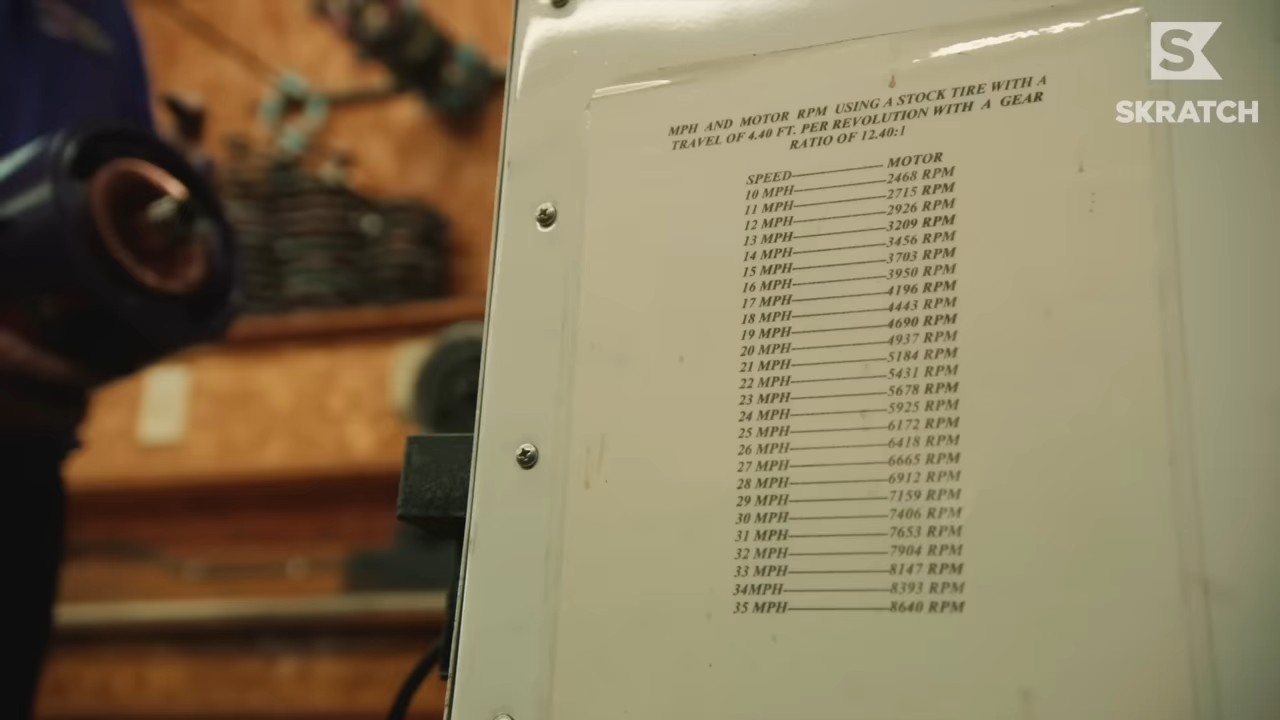 SKRATCH
MPH AND MOTOR RPM USING A STOCK TIRE WITH A
TRAVEL OF 4.40 FT. PER REVOLUTION WITH A GEAR
RATIO OF 12.40:1
SPEED MOTOR
10 MPH 2468 RPM
11 MPH 2715 RPM
12 MPH 2926 RPM
13 MPH 3209 RPM
14 MPH 3456 RPM
15 MPH 3703 RPM
16 MPH 3950 RPM
17 MPH 4196 RPM
18 MPH 4443 RPM
19 MPH 4690 RPM
20 MPH 4937 RPM
21 MPH 5184 RPM
22 MPH 5431 RPM
23 MPH 5678 RPM
24 MPH 5925 RPM
25 MPH 6172 RPM
26 MPH 6418 RPM
27 MPH 6665 RPM
28 MPH 6912 RPM
29 MPH 7159 RPM
30 MPH 7406 RPM
31 MPH 7653 RPM
32 MPH 7904 RPM
33 MPH 8147 RPM
34MPH 8393 RPM
35 MPH 8640 RPM